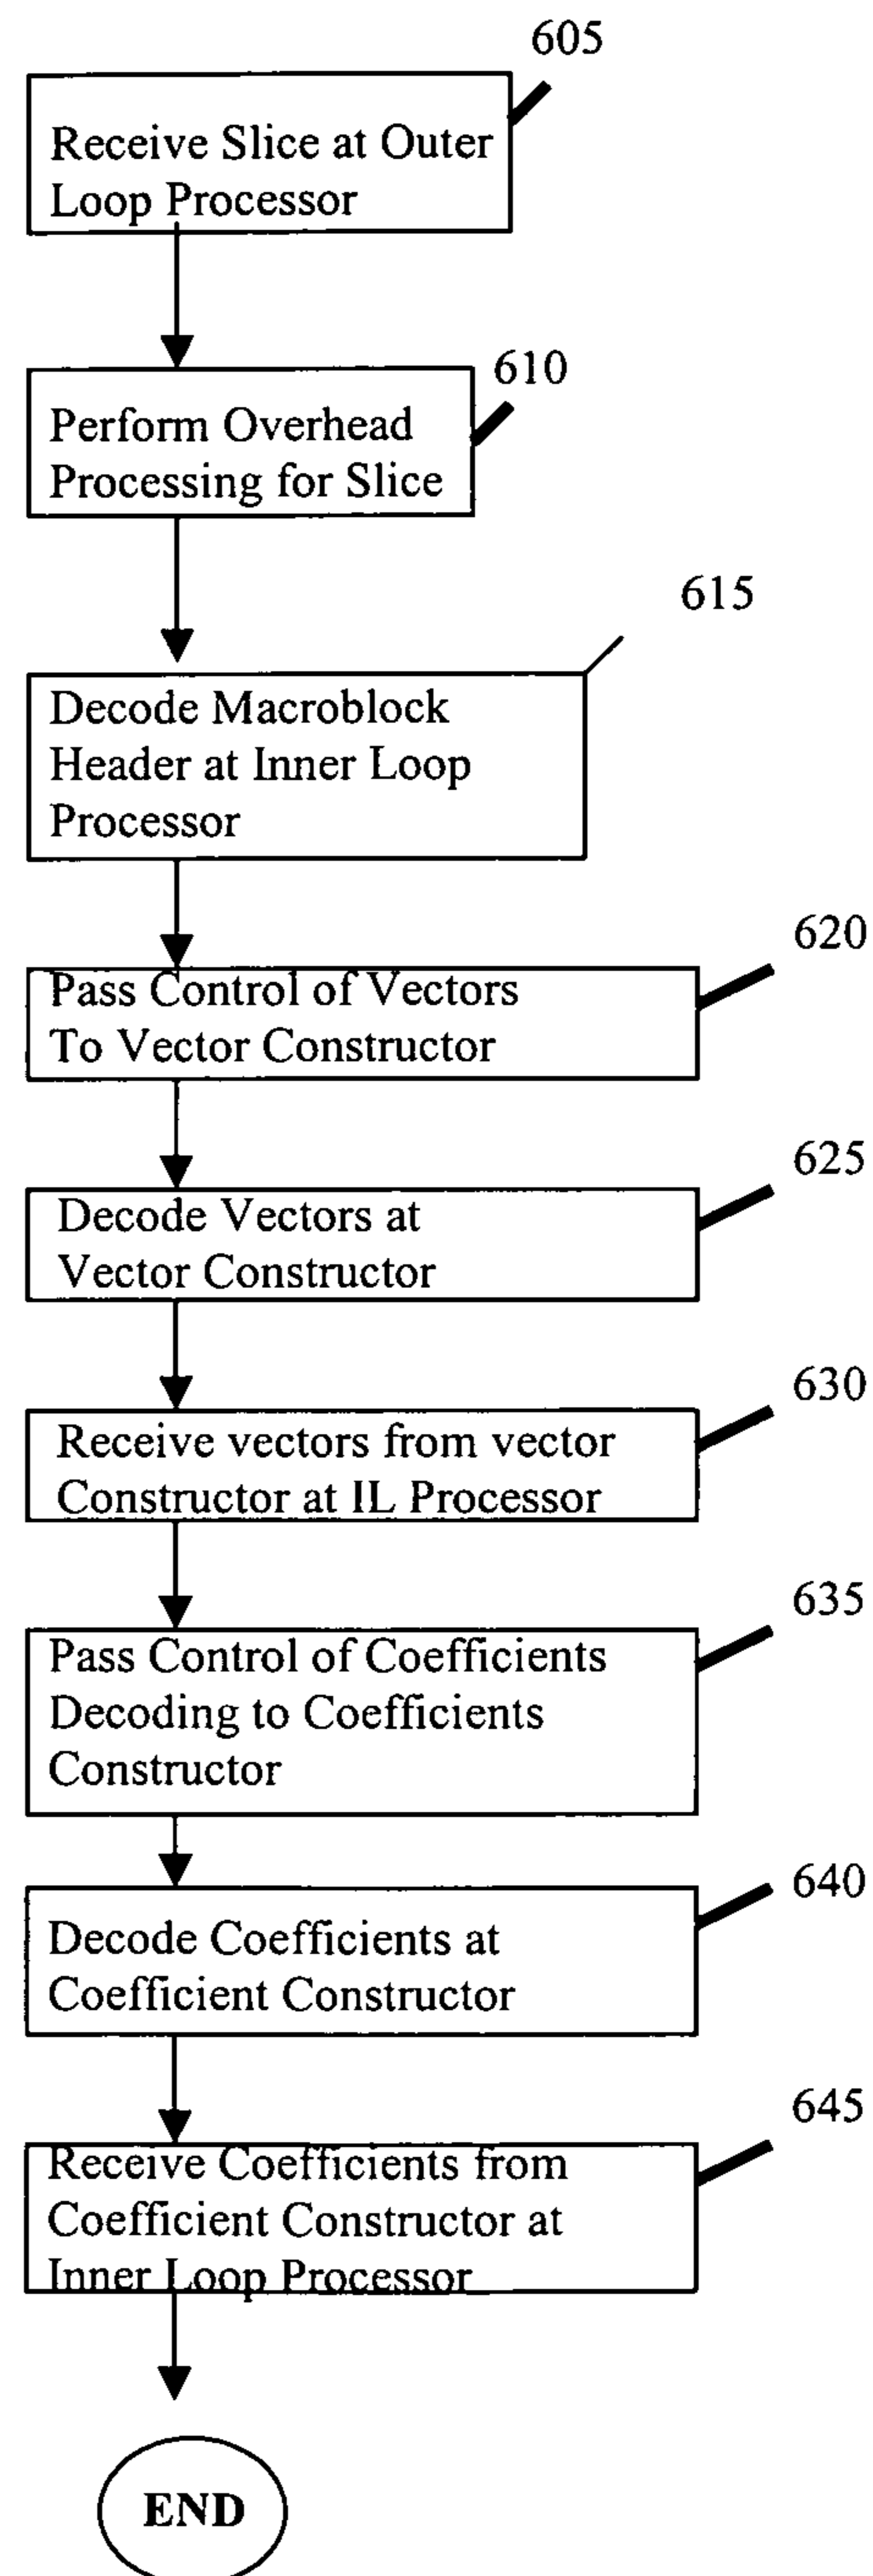 605
Receive Slice at Outer
Loop Processor
610
Perform Overhead
Processing for Slice
615
Decode Macroblock
Header at Inner Loop
Processor
620
Pass Control of Vectors
To Vector Constructor
625
Decode Vectors at
Vector Constructor
630
Receive vectors from vector
Constructor at IL Processor
635
Pass Control of Coefficients
Decoding to Coefficients
Constructor
640
Decode Coefficients at
Coefficient Constructor
645
Receive Coefficients from
Coefficient Constructor at
Inner Loop Processor
END